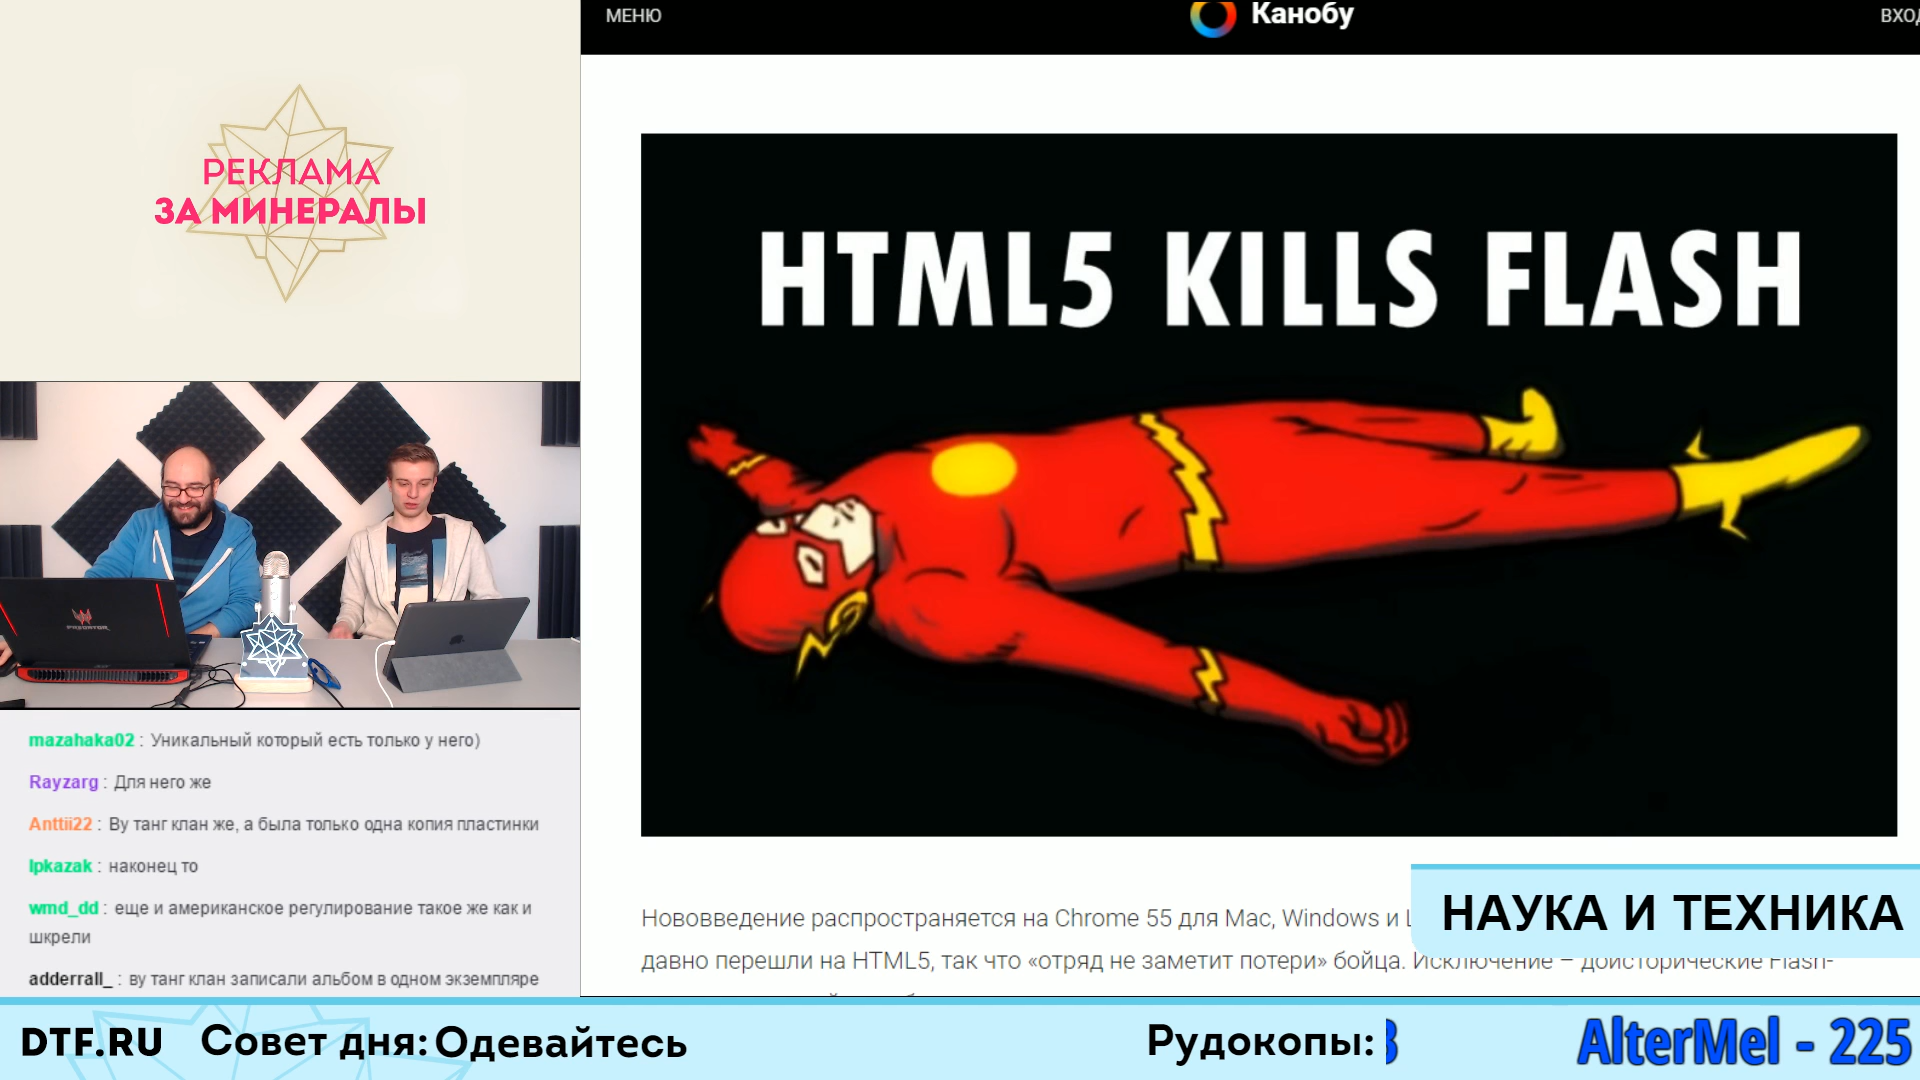 РЕКЛАМА
ЗА МИНЕРАЛЫ
МЕНЮ
Канобу
HTML5 KILLS FLASH
PREDATOR
mazahaka02 : Уникальный который есть только у него)
Rayzarg : Для него же
Anttii22 : Ву танг клан же, а была только одна копия пластинки
lpkazak : наконец то
wmd_dd : еще и американское регулирование такое же как и
шкрели
adderrall_ : ву танг клан записали альбом в одном экземпляре
Нововведение распространяется на Chrome 55 для Mac, Windows и
давно перешли на HTML5, так что «отряд не заметит потери» бойца. Исключение – доисторические Flash-
НАУКА И ТЕХНИКА
DTF.RU Совет дня: Одевайтесь
Рудокопы: AlterMel - 225